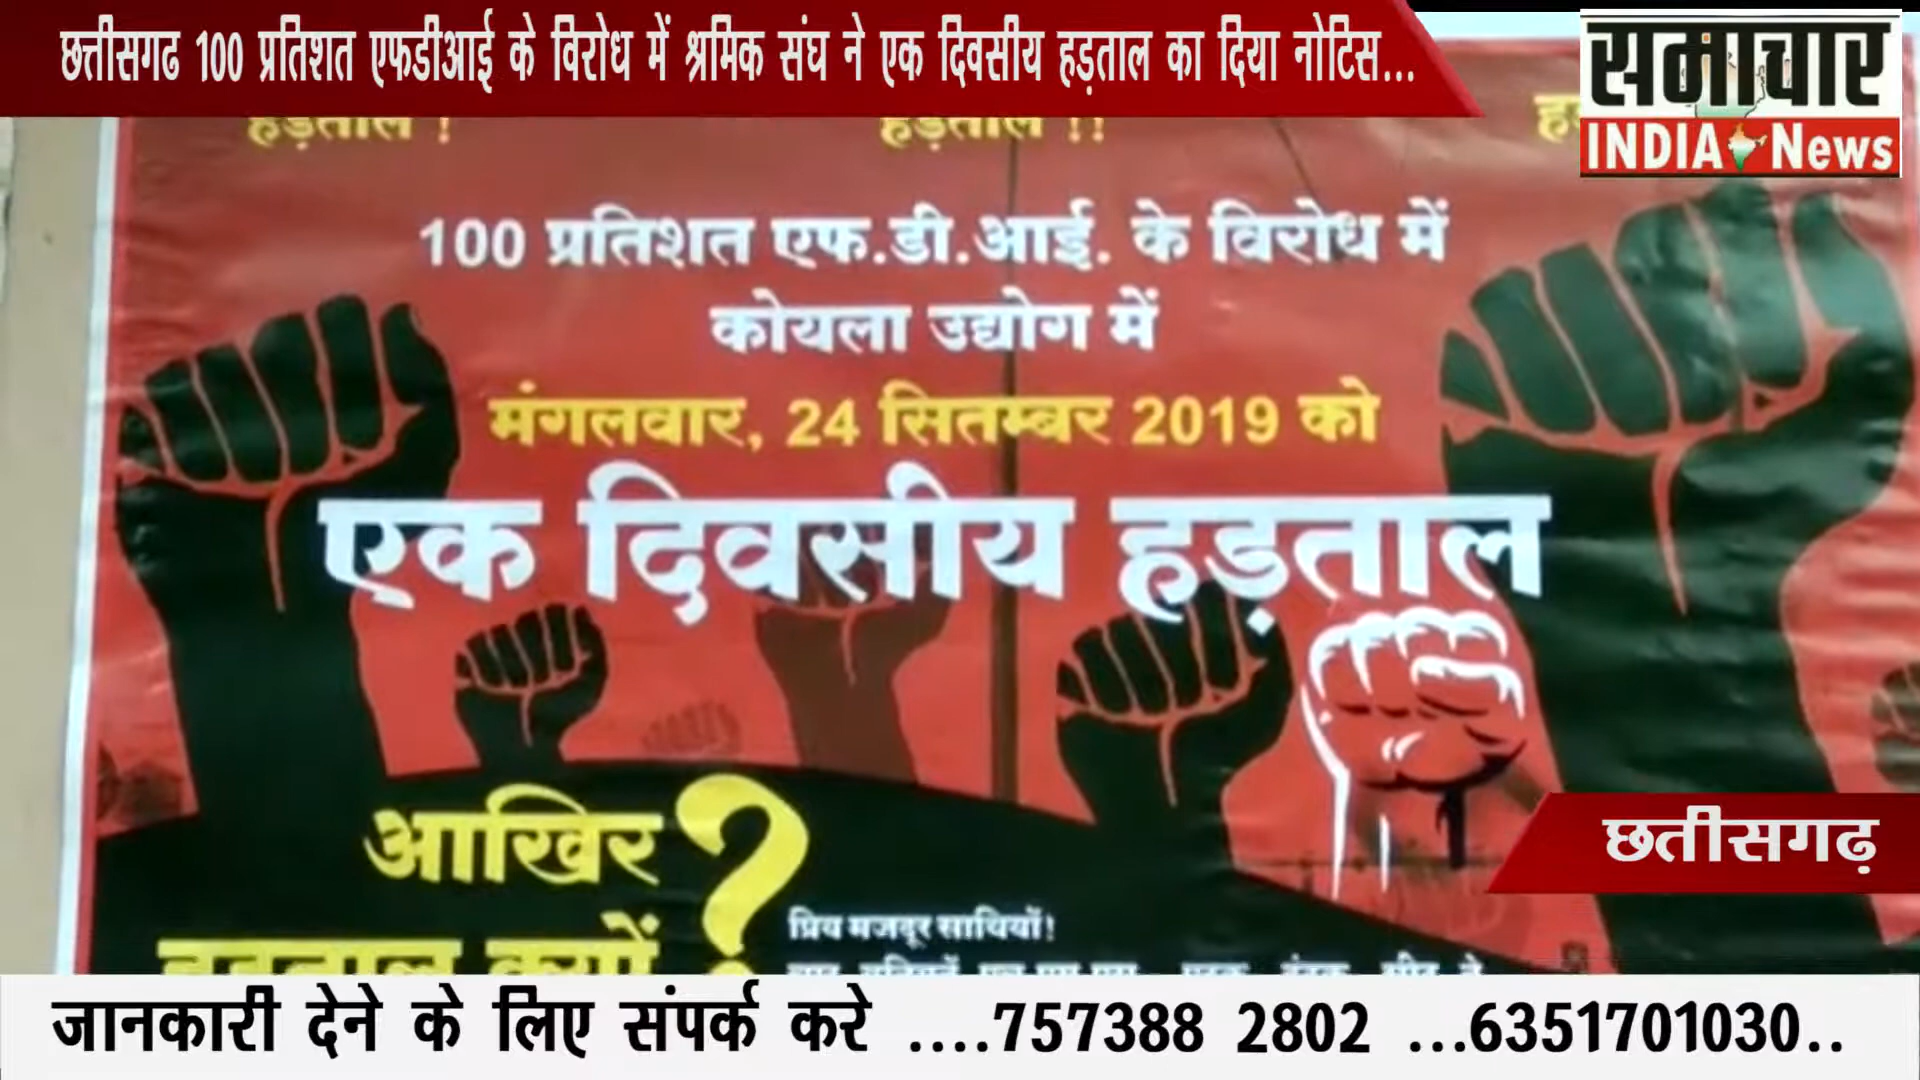 छत्तीसगढ 100 प्रतिशत एफडीआई के विरोध में श्रमिक संघ ने एक दिवसीय हड़ताल का दिया नोटिस...
समाचार
INDIA News
हड़ताल ! हड़ताल !!
100 प्रतिशत एफ.डी.आई. के विरोध में
कोयला उद्योग में
मंगलवार, 24 सितम्बर 2019 को
एक दिवसीय हड़ताल
आखिर
?
छत्तीसगढ़
प्रिय मजदूर साथियों!
जानकारी देने के लिए संपर्क करे ....757388 2802 ...6351701030..